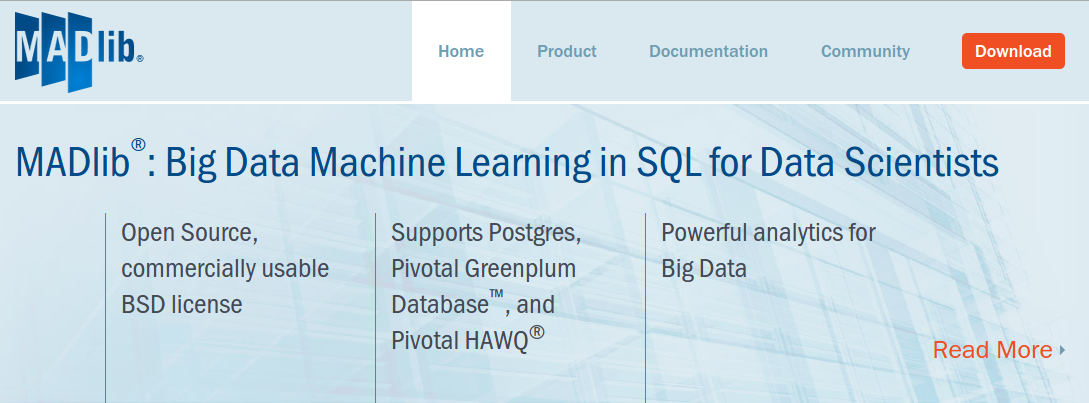 MADlib®
Home
Product
Documentation
Community
Download
MADlib®: Big Data Machine Learning in SQL for Data Scientists
Open Source,
commercially usable
BSD license
Supports Postgres,
Pivotal Greenplum
Database™, and
Pivotal HAWQ®
Powerful analytics for
Big Data
Read More